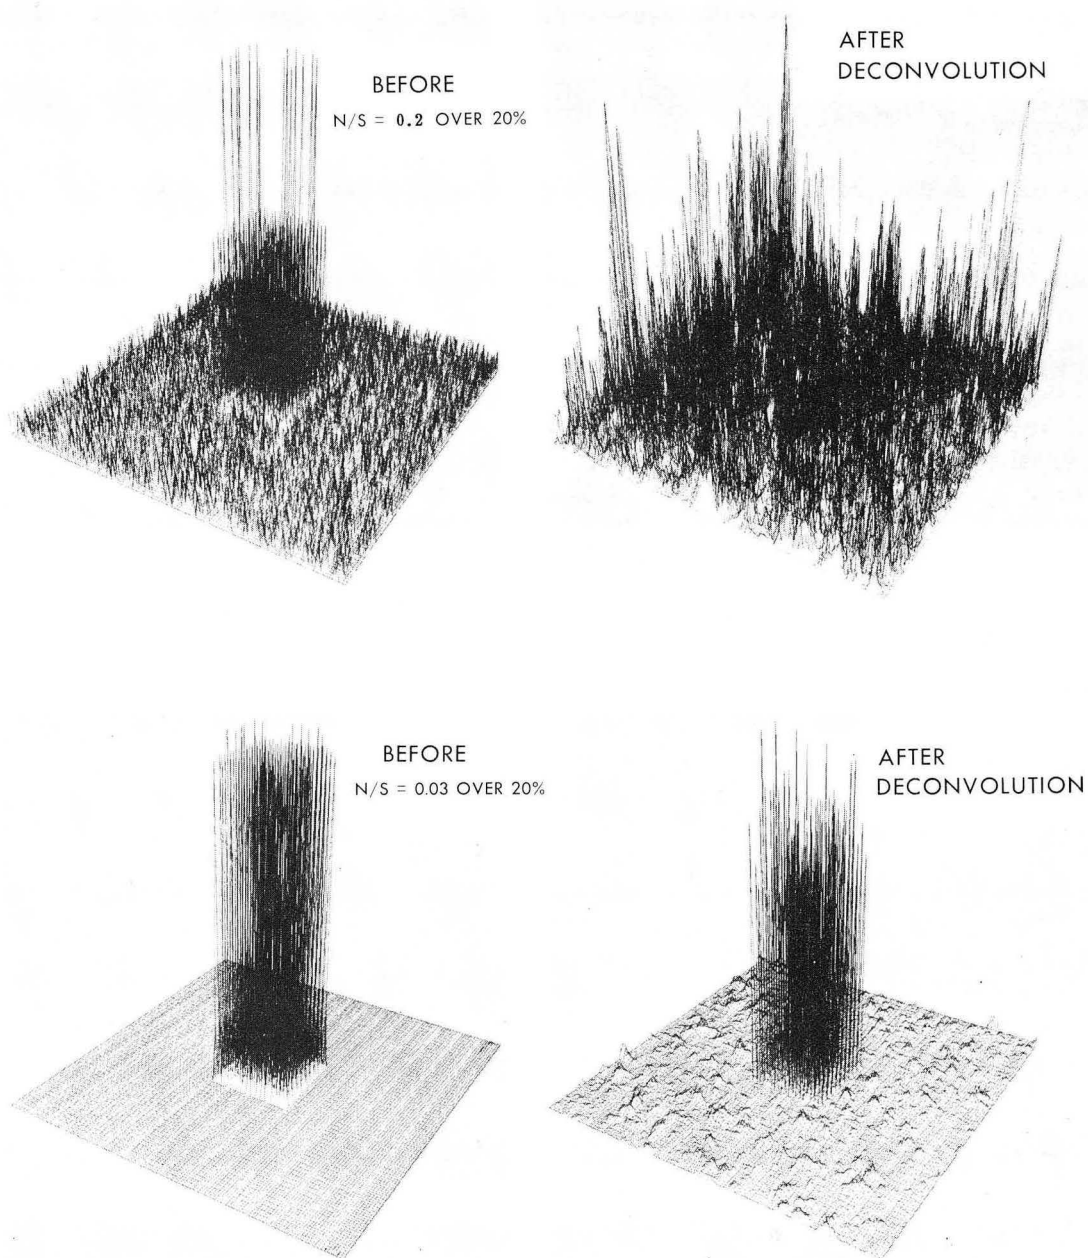 BEFORE
N/S = 0.2 OVER 20%
AFTER
DECONVOLUTION
BEFORE
N/S = 0.03 OVER 20%
AFTER
DECONVOLUTION